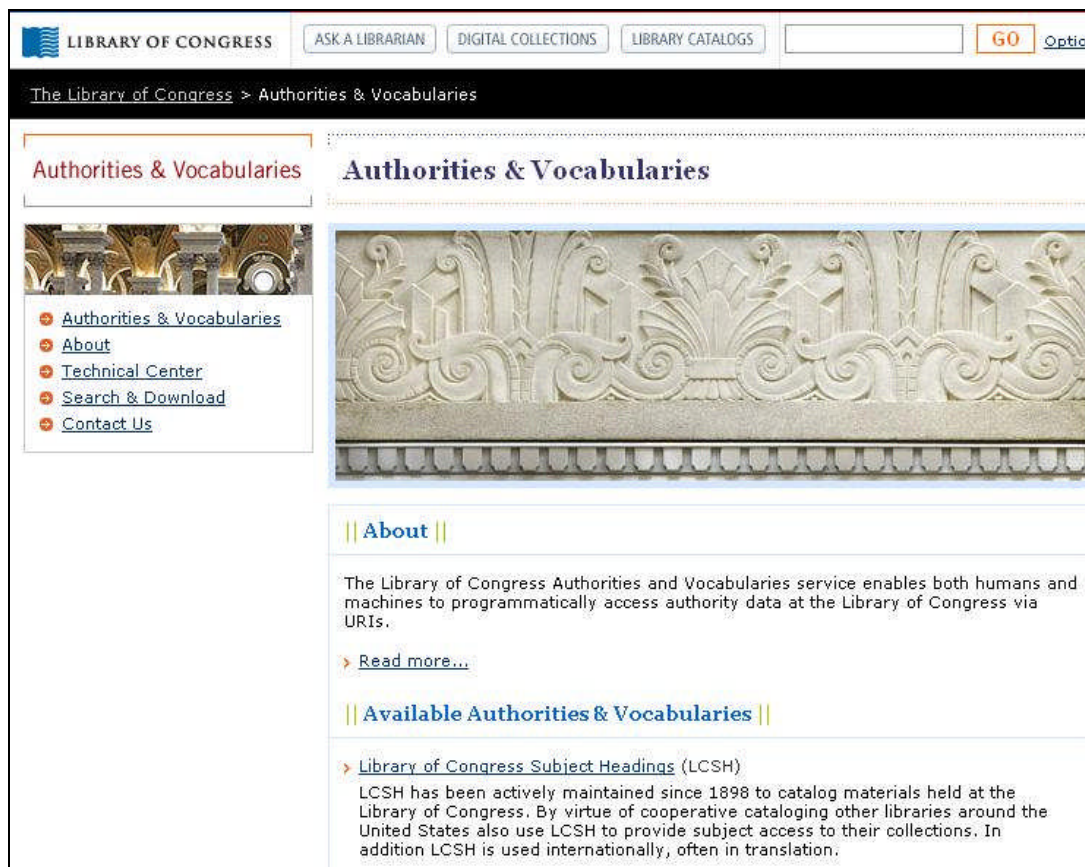 LIBRARY OF CONGRESS
ASK A LIBRARIAN
DIGITAL COLLECTIONS
LIBRARY CATALOGS
GO
Optio
The Library of Congress > Authorities & Vocabularies
Authorities & Vocabularies
Authorities & Vocabularies
About
Technical Center
Search & Download
Contact Us
Authorities & Vocabularies
|| About ||
The Library of Congress Authorities and Vocabularies service enables both humans and
machines to programmatically access authority data at the Library of Congress via
URIs.
Read more...
|| Available Authorities & Vocabularies ||
Library of Congress Subject Headings (LCSH)
LCSH has been actively maintained since 1898 to catalog materials held at the
Library of Congress. By virtue of cooperative cataloging other libraries around the
United States also use LCSH to provide subject access to their collections. In
addition LCSH is used internationally, often in translation.